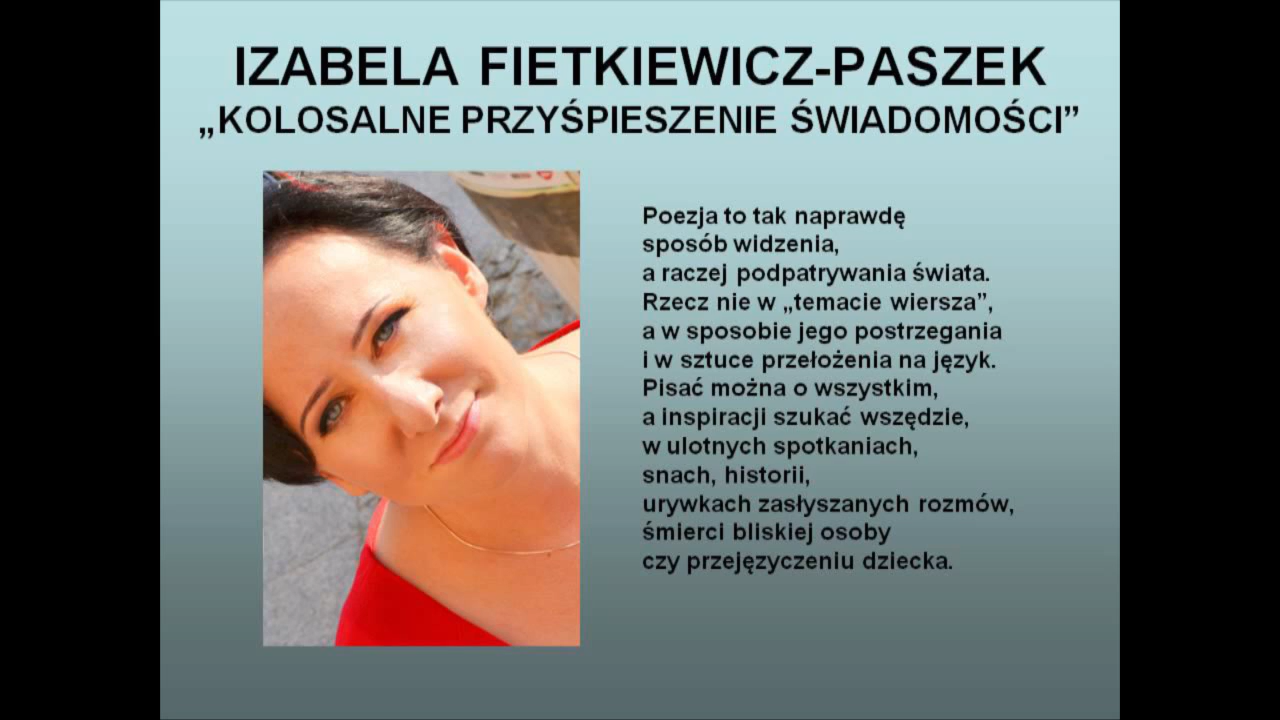 IZABELA FIETKIEWICZ-PASZEK
„KOLOSALNE PRZYŚPIESZENIE ŚWIADOMOŚCI”
Poezja to tak naprawdę
sposób widzenia,
a raczej podpatrywania świata.
Rzecz nie w „temacie wiersza”,
a w sposobie jego postrzegania
i w sztuce przełożenia na język.
Pisać można o wszystkim,
a inspiracji szukać wszędzie,
w ulotnych spotkaniach,
snach, historii,
urywkach zasłyszanych rozmów,
śmierci bliskiej osoby
czy przejęzyczeniu dziecka.